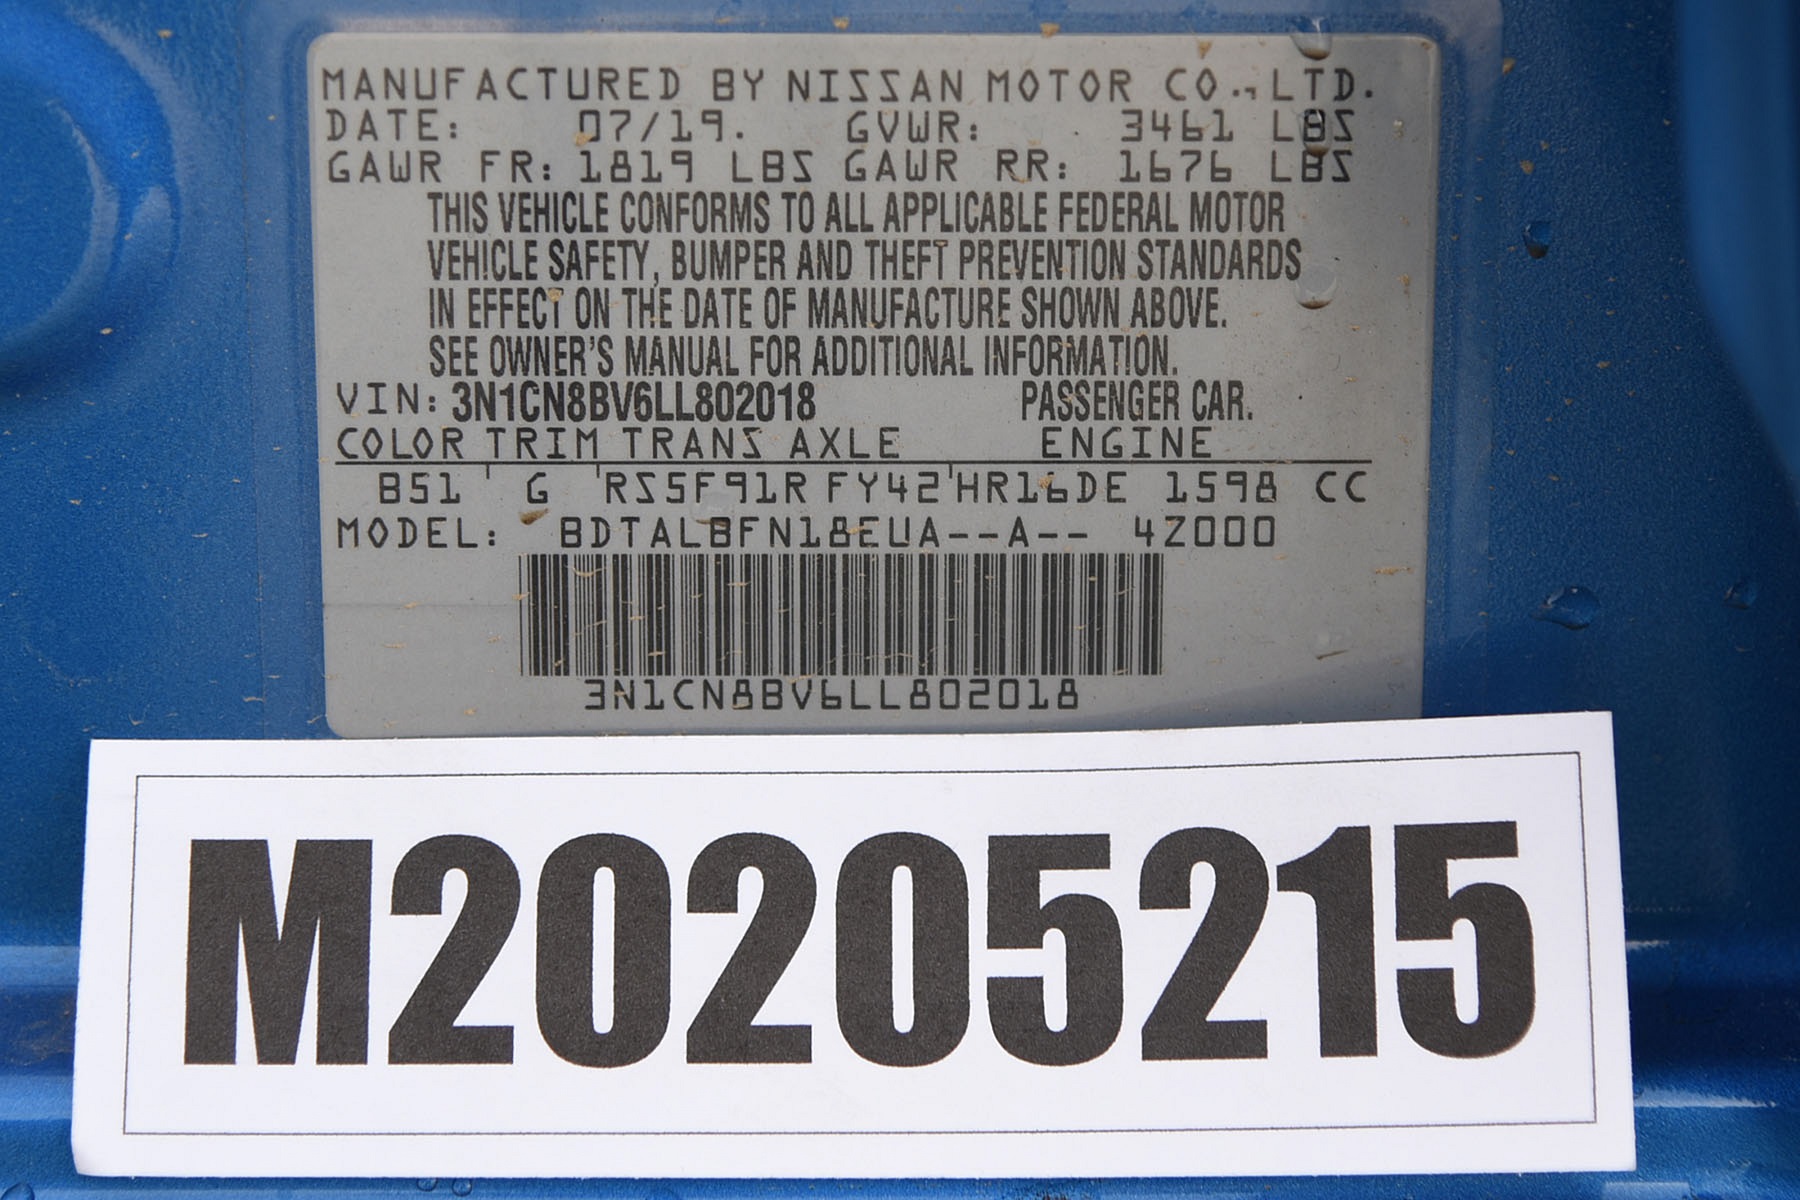 MANUFACTURED BY NISSAN MOTOR CO., LTD.
DATE: 07/19. GVWR: 3461 LBS
GAWR FR: 1819 LBS GAWR RR: 1676 LBS
THIS VEHICLE CONFORMS TO ALL APPLICABLE FEDERAL MOTOR
VEHICLE SAFETY, BUMPER AND THEFT PREVENTION STANDARDS
IN EFFECT ON THE DATE OF MANUFACTURE SHOWN ABOVE.
SEE OWNER'S MANUAL FOR ADDITIONAL INFORMATION.
VIN: 3N1CN8BV6LL802018 PASSENGER CAR.
COLOR TRIM TRANS AXLE ENGINE
B51 G RS5F91R FY42 HR16DE 1598 CC
MODEL: BDTALBFN18EUA--A-- 4Z000
3N1CN8BV6LL802018
M20205215